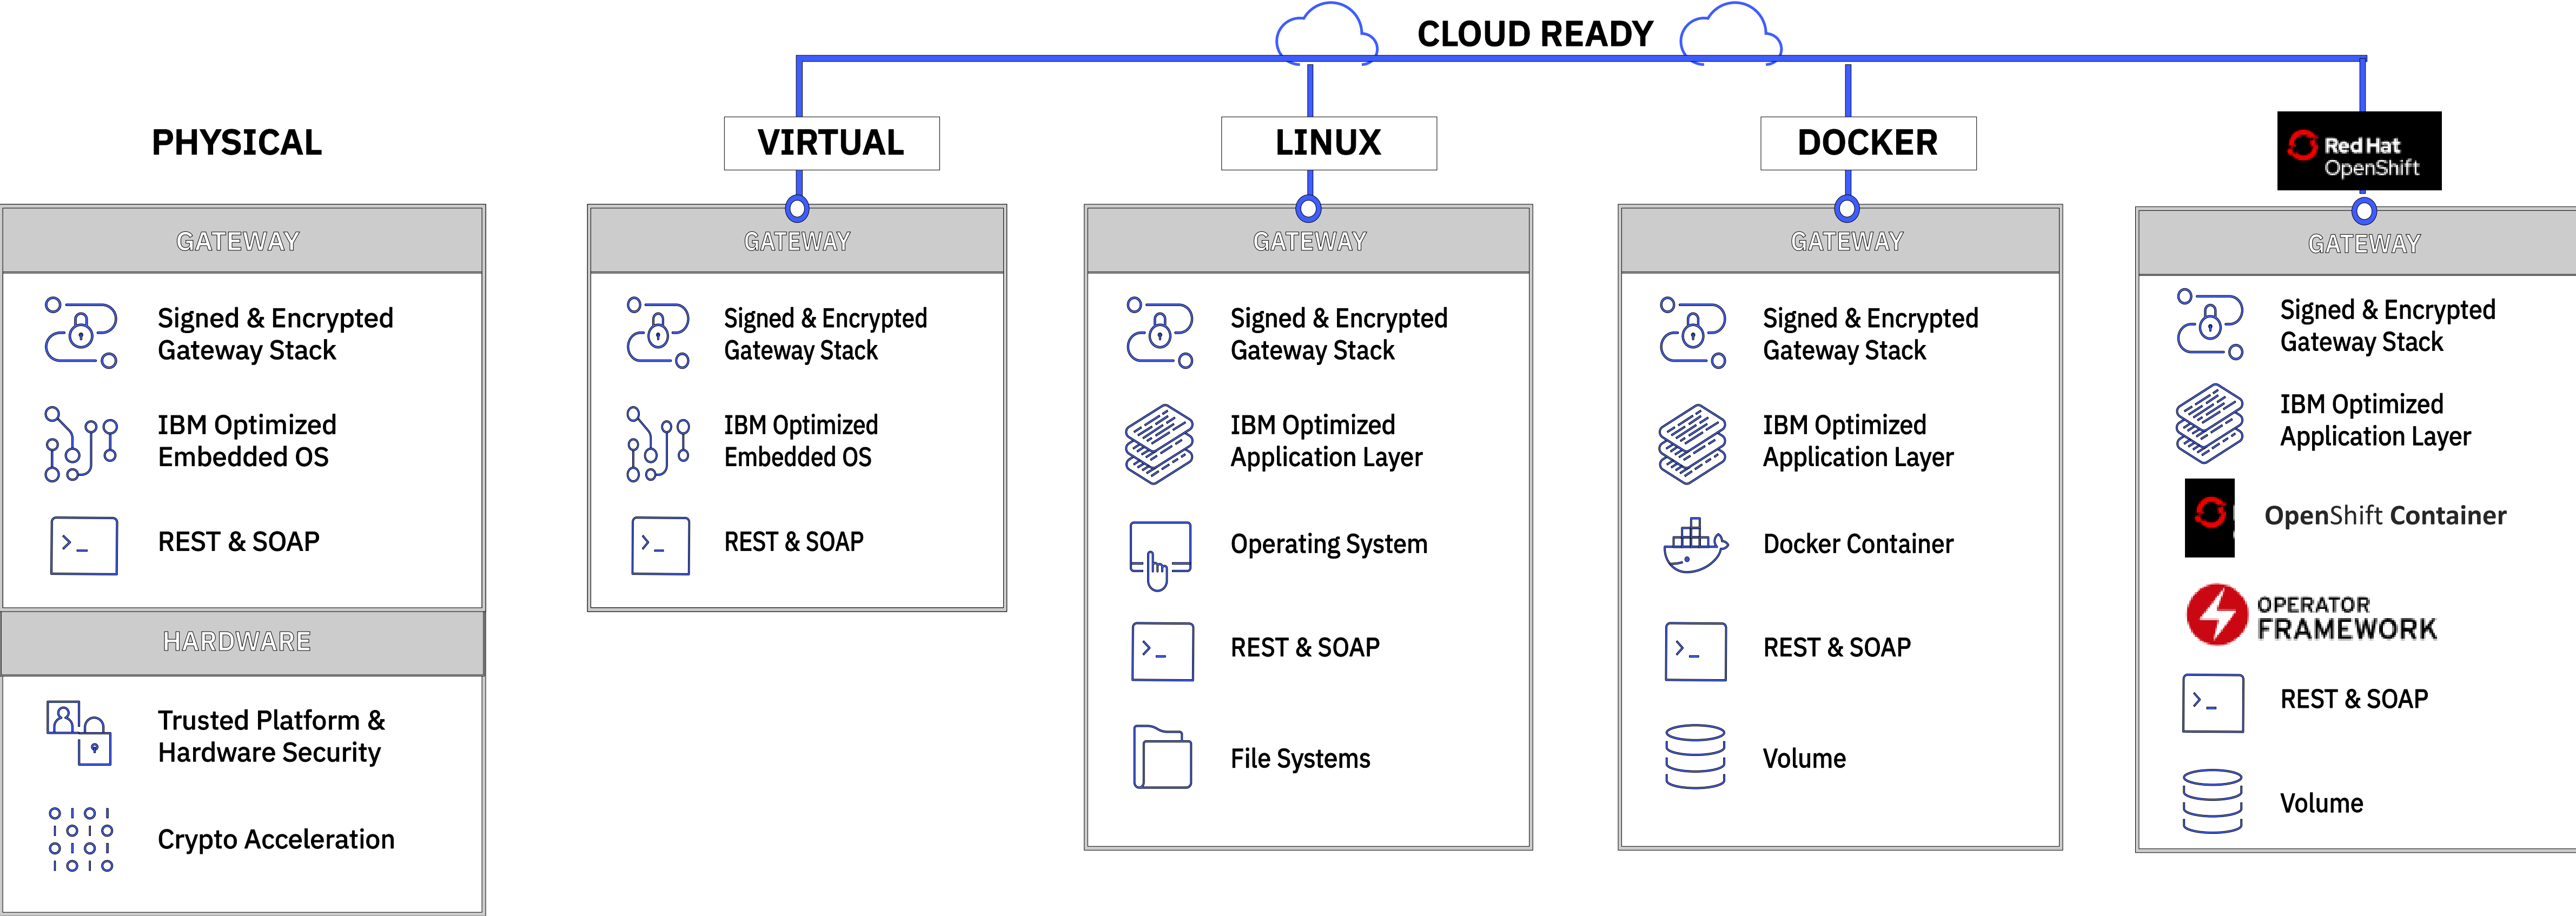 CLOUD READY
PHYSICAL
VIRTUAL
LINUX
DOCKER
Red Hat
OpenShift
GATEWAY
Signed & Encrypted
Gateway Stack
IBM Optimized
Embedded OS
REST & SOAP
HARDWARE
Trusted Platform &
Hardware Security
Crypto Acceleration
GATEWAY
Signed & Encrypted
Gateway Stack
IBM Optimized
Embedded OS
REST & SOAP
GATEWAY
Signed & Encrypted
Gateway Stack
IBM Optimized
Application Layer
Operating System
REST & SOAP
File Systems
GATEWAY
Signed & Encrypted
Gateway Stack
IBM Optimized
Application Layer
Docker Container
REST & SOAP
Volume
GATEWAY
Signed & Encrypted
Gateway Stack
IBM Optimized
Application Layer
OpenShift Container
OPERATOR
FRAMEWORK
REST & SOAP
Volume